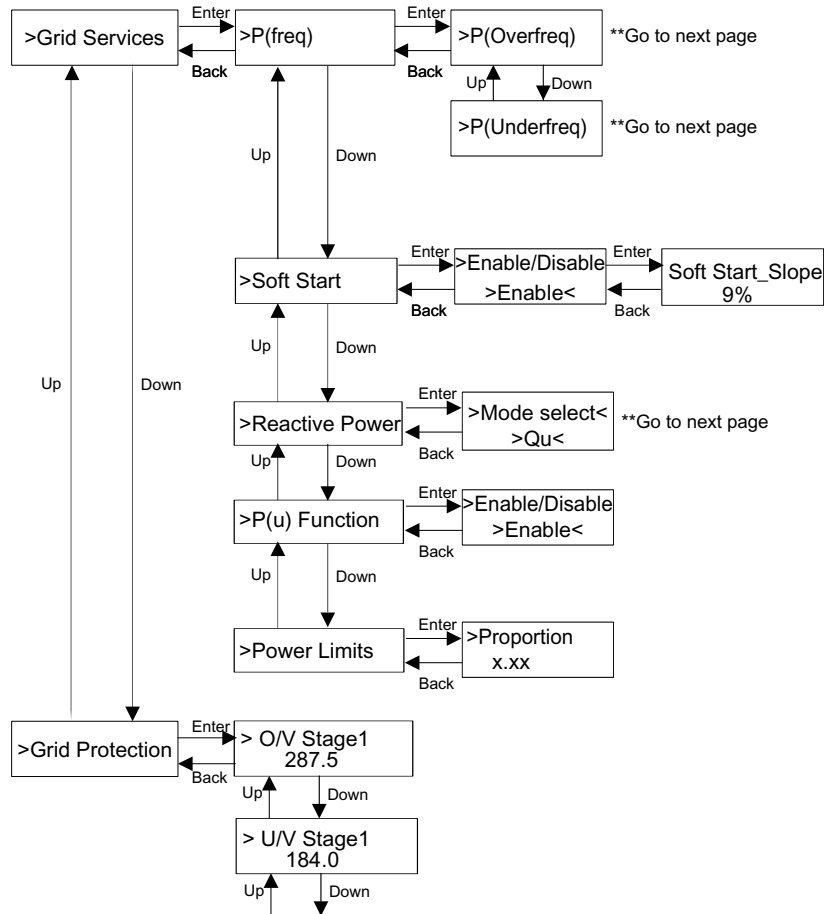 Enter
Enter
>Grid Services
>P(freq)
>P(Overfreq)
**Go to next page
Back
Back
Up
Down
>P(Underfreq)
**Go to next page
Up
Down
Enter
Enter
>Soft Start
>Enable/Disable
>Enable<
Soft Start_Slope
9%
Back
Back
Up
Down
Up
Down
Enter
>Reactive Power
>Mode select<
>Qu<
**Go to next page
Back
Up
Down
Enter
>P(u) Function
>Enable/Disable
>Enable<
Back
Up
Down
Enter
>Power Limits
>Proportion
x.xx
Back
Enter
>Grid Protection
> O/V Stage1
287.5
Back
Up
Down
> U/V Stage1
184.0
Up
Down